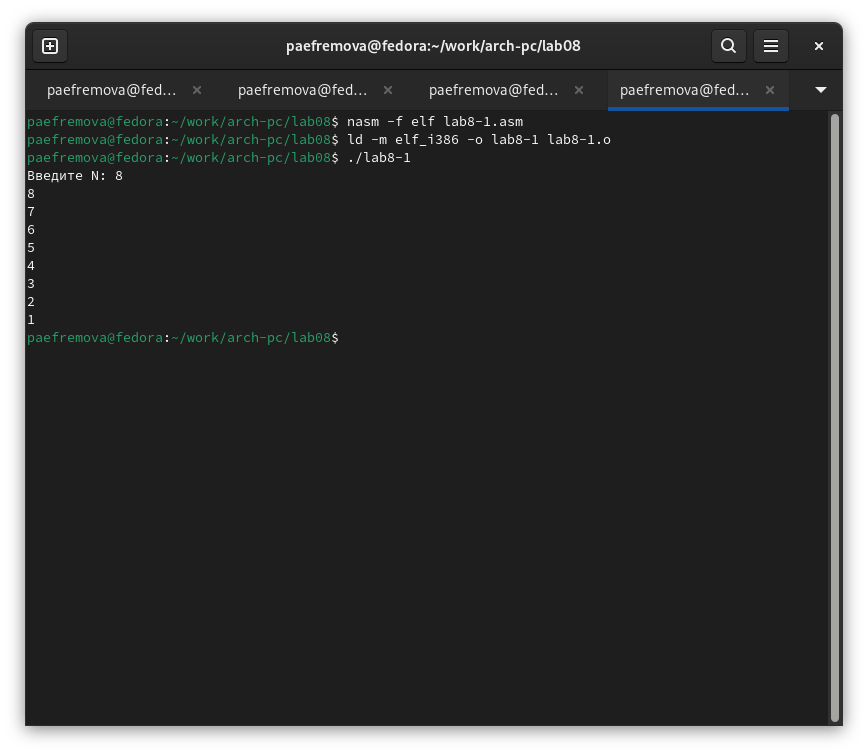 paefremova@fedora:~/work/arch-pc/lab08
paefremova@fed... paefremova@fed... paefremova@fed... paefremova@fed...
paefremova@fedora:~/work/arch-pc/lab08$ nasm -f elf lab8-1.asm
paefremova@fedora:~/work/arch-pc/lab08$ ld -m elf_i386 -o lab8-1 lab8-1.o
paefremova@fedora:~/work/arch-pc/lab08$ ./lab8-1
Введите N: 8
8
7
6
5
4
3
2
1
paefremova@fedora:~/work/arch-pc/lab08$